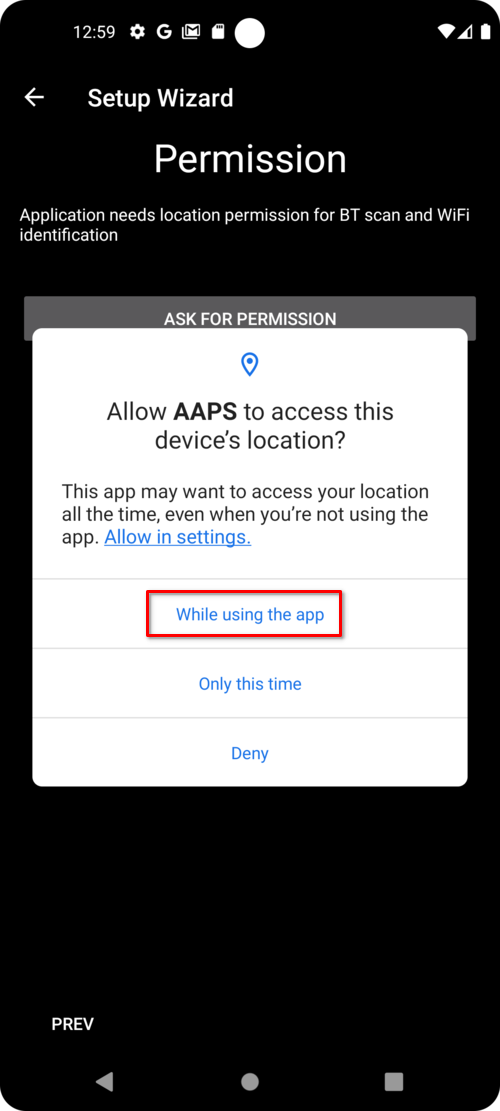 12:59
Setup Wizard
Permission
Application needs location permission for BT scan and WiFi
identification
ASK FOR PERMISSION
Allow AAPS to access this
device’s location?
This app may want to access your location
all the time, even when you’re not using the
app. Allow in settings.
While using the app
Only this time
Deny
PREV